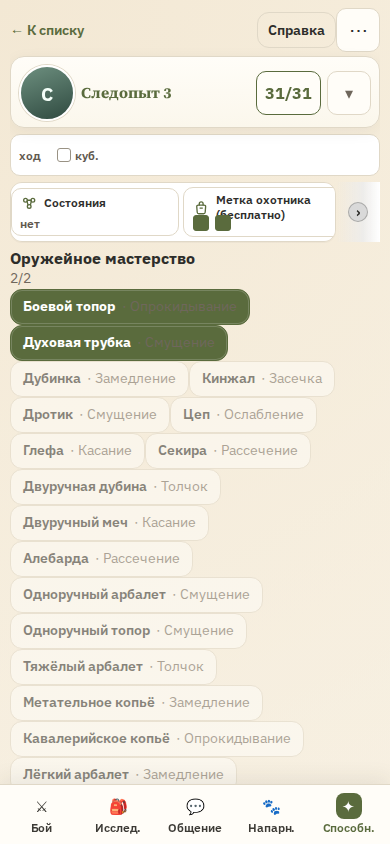 ← К списку
Справка
...
С
Следопыт 3
31/31
▼
ход
куб.
Состояния
нет
Метка охотника
(бесплатно)
›
Оружейное мастерство
2/2
Боевой топор · Опрокидывание
Духовая трубка · Смущение
Дубинка · Замедление
Кинжал · Засечка
Дротик · Смущение
Цеп · Ослабление
Глефа · Касание
Секира · Рассечение
Двуручная дубина · Толчок
Двуручный меч · Касание
Алебарда · Рассечение
Одноручный арбалет · Смущение
Одноручный топор · Смущение
Тяжёлый арбалет · Толчок
Метательное копьё · Замедление
Кавалерийское копьё · Опрокидывание
Лёгкий арбалет · Замедление
Бой
Исслед.
Общение
Напарн.
Способн.